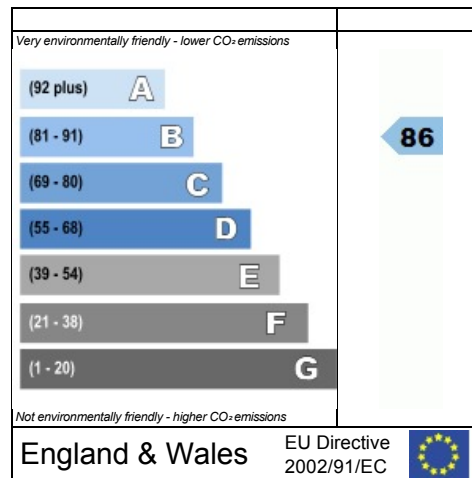 Very environmentally friendly - lower CO₂ emissions
(92 plus) A
(81 - 91) B
86
(69 - 80) C
(55 - 68) D
(39 - 54) E
(21 - 38) F
(1 - 20) G
Not environmentally friendly - higher CO₂ emissions
England & Wales
EU Directive
2002/91/EC